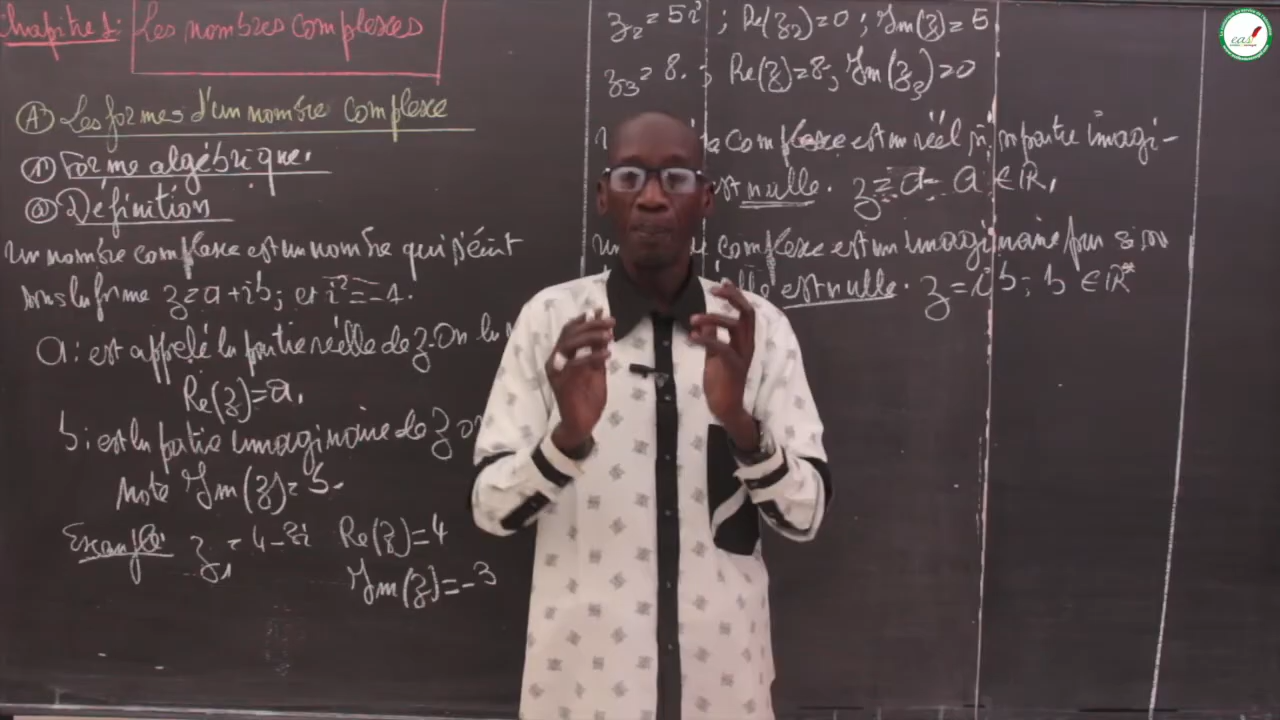 Chapitre 1: Les nombres complexes
Ⓐ Les formes d'un nombre complexe
① Forme algébrique.
ⓐ Définition
Un nombre complexe est un nombre qui s'écrit
sous la forme z = a + ib; et i² = -1.
a: est appelé la partie réelle de z. On la
Re(z) = a.
b: est la partie imaginaire de z on
note Im(z) = b.
Exemple z₁ = 4 - 3i Re(z) = 4
Im(z) = -3
z₂ = 5i ; Re(z₂) = 0 ; Im(z) = 5
z₃ = 8. ; Re(z) = 8; Im(z₃) = 0
complexe est un réel si sa partie imagi-
est nulle. z = a a ∈ ℝ.
un complexe est un imaginaire pur si sa
est nulle. z = ib; b ∈ ℝ*
eas!